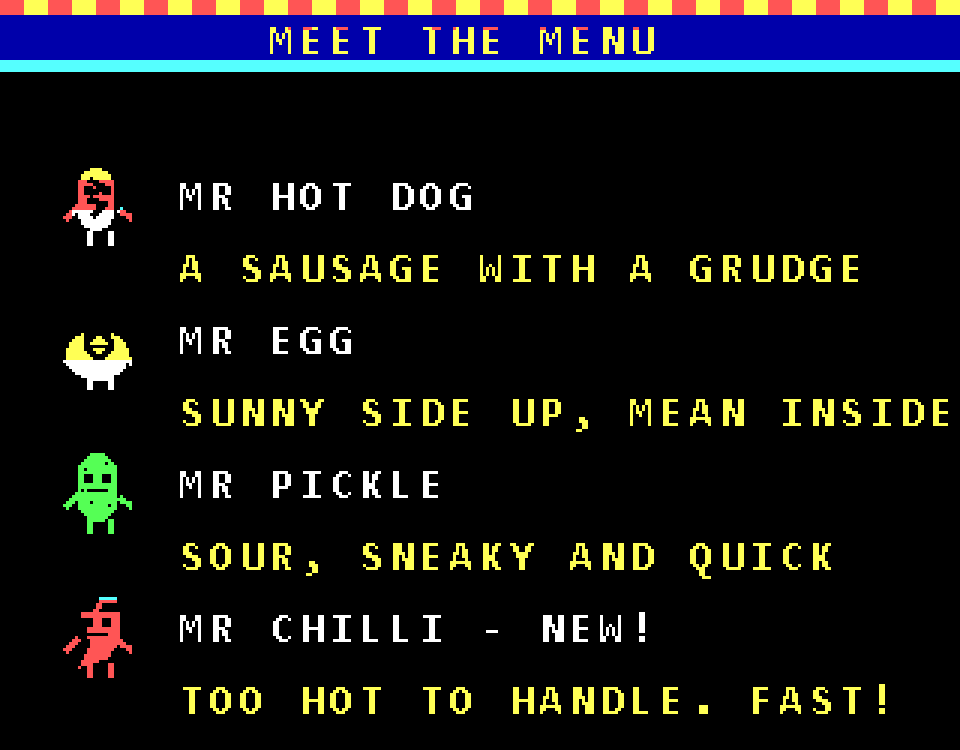 MEET THE MENU
MR HOT DOG
A SAUSAGE WITH A GRUDGE
MR EGG
SUNNY SIDE UP, MEAN INSIDE
MR PICKLE
SOUR, SNEAKY AND QUICK
MR CHILLI - NEW!
TOO HOT TO HANDLE. FAST!